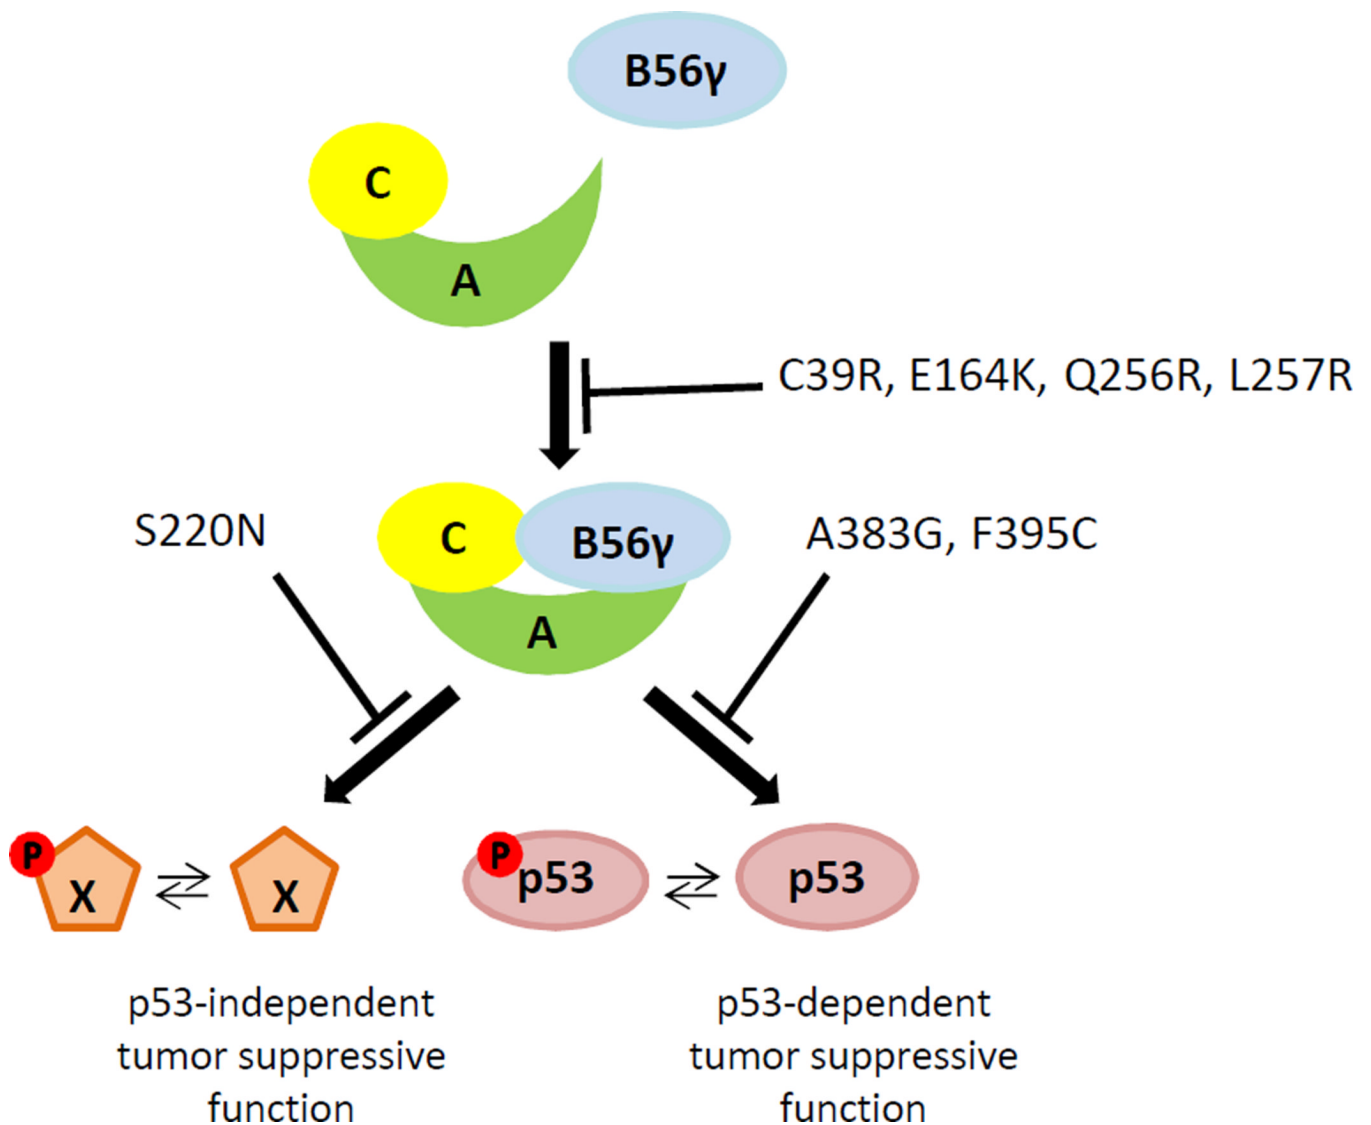 B56γ
C
A
C39R, E164K, Q256R, L257R
S220N
C
B56γ
A383G, F395C
A
P
X
X
P
p53
p53
p53-independent
tumor suppressive
function
p53-dependent
tumor suppressive
function